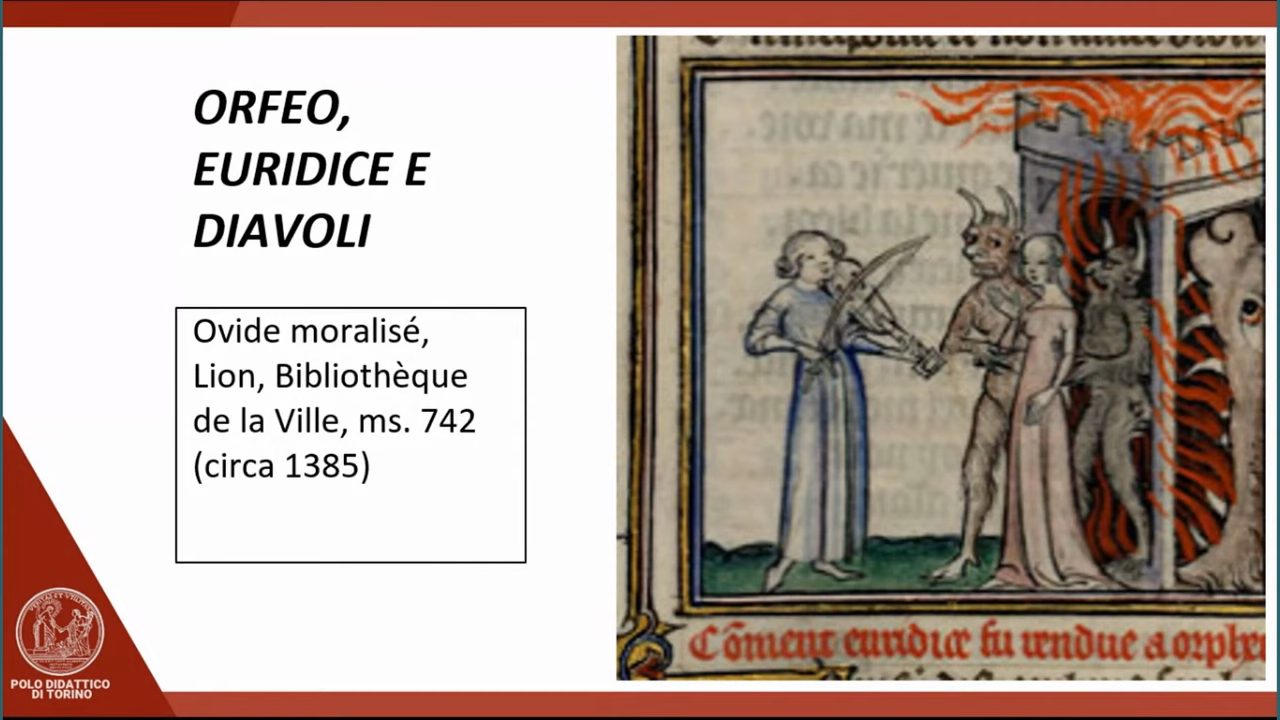 ORFEO,
EURIDICE E
DIAVOLI
Ovide moralisé,
Lion, Bibliothèque
de la Ville, ms. 742
(circa 1385)
Cōment euridice fu rendue a orphe
POLO DIDATTICO
DI TORINO